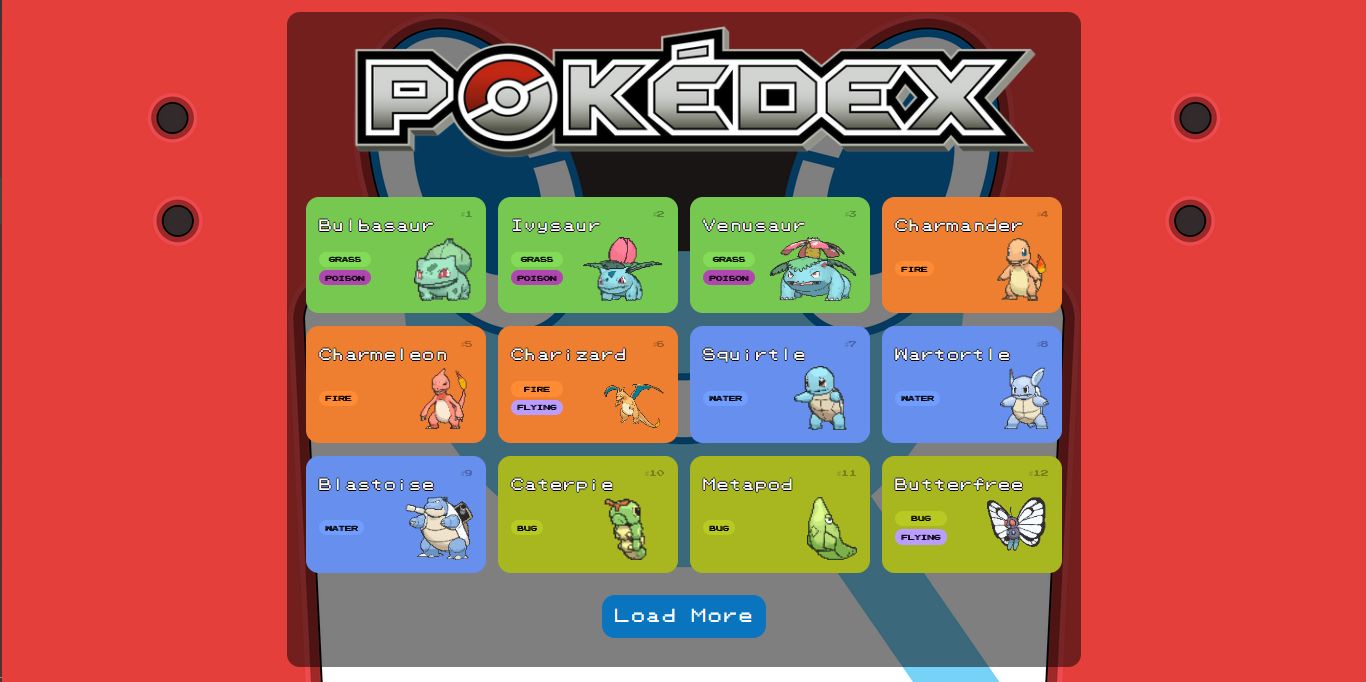 POKÉDEX
#1
Bulbasaur
GRASS
POISON
#2
Ivysaur
GRASS
POISON
#3
Venusaur
GRASS
POISON
#4
Charmander
FIRE
#5
Charmeleon
FIRE
#6
Charizard
FIRE
FLYING
#7
Squirtle
WATER
#8
Wartortle
WATER
#9
Blastoise
WATER
#10
Caterpie
BUG
#11
Metapod
BUG
#12
Butterfree
BUG
FLYING
Load More